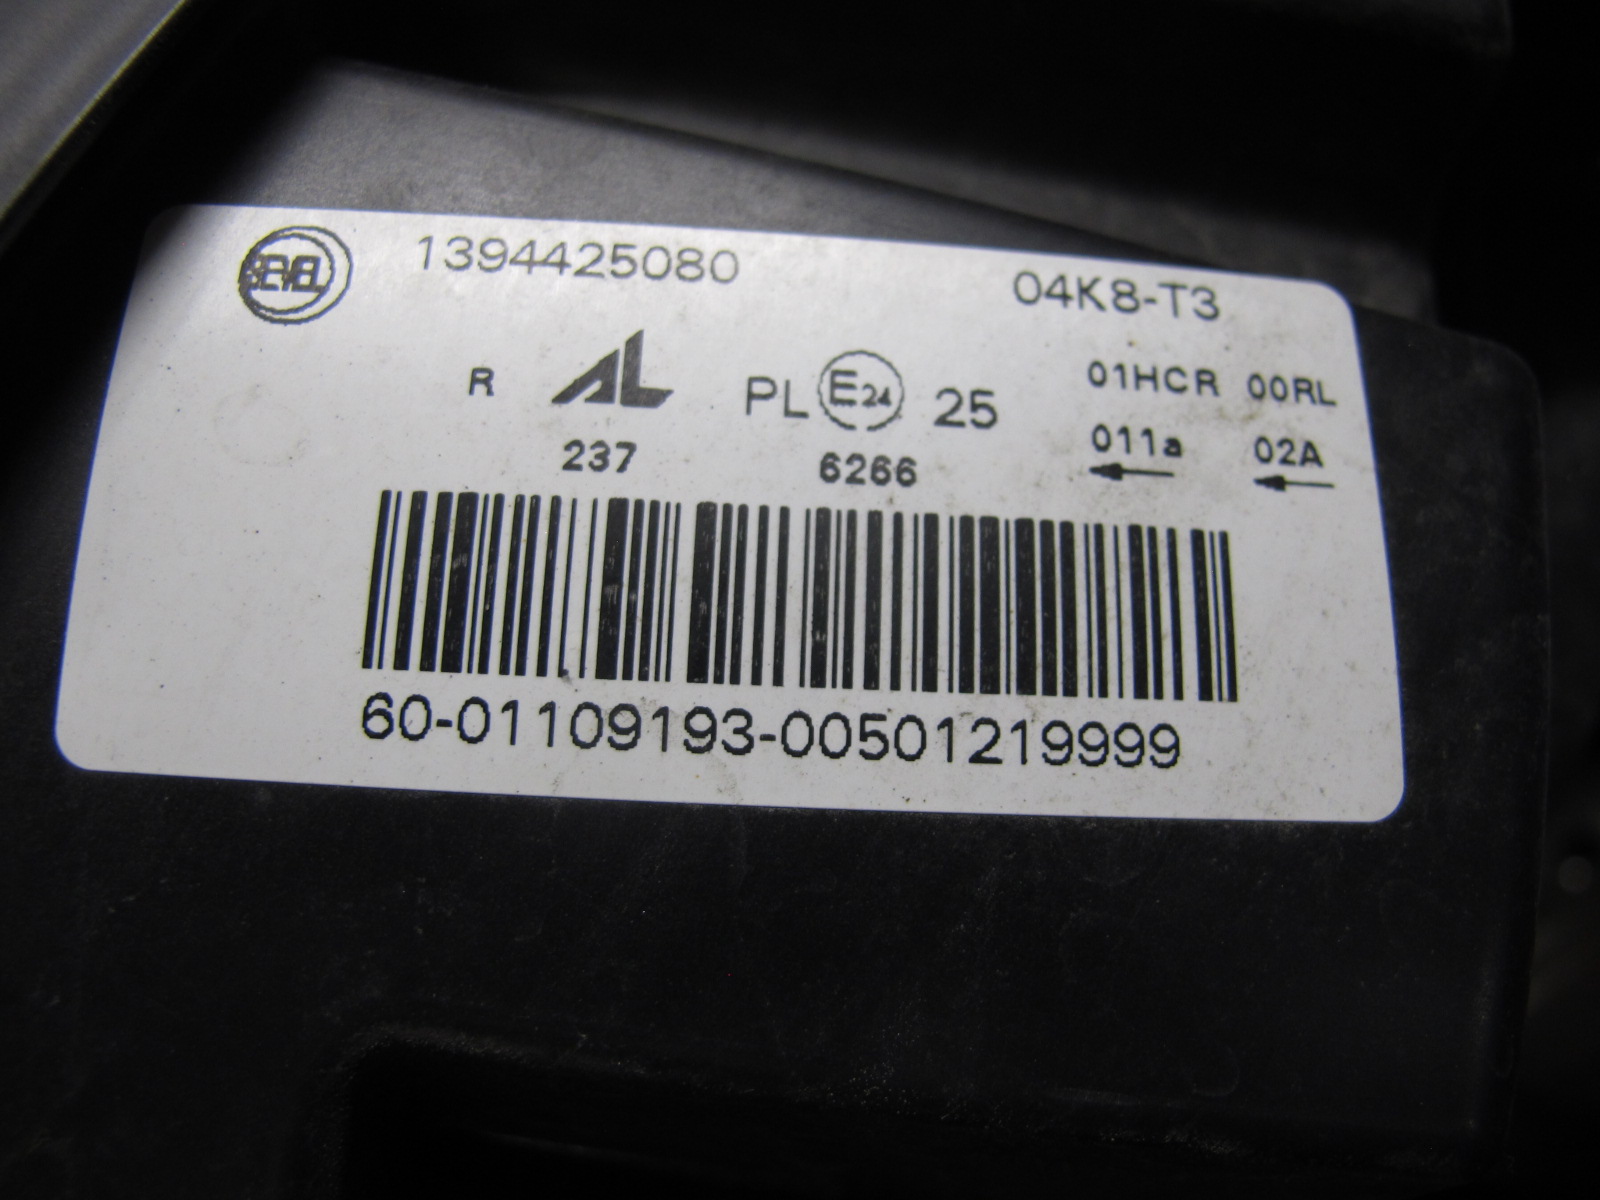 SEVEL 1394425080 04K8-T3
R AL PL E24 25 01HCR 00RL
237 6266 011a 02A
60-01109193-00501219999